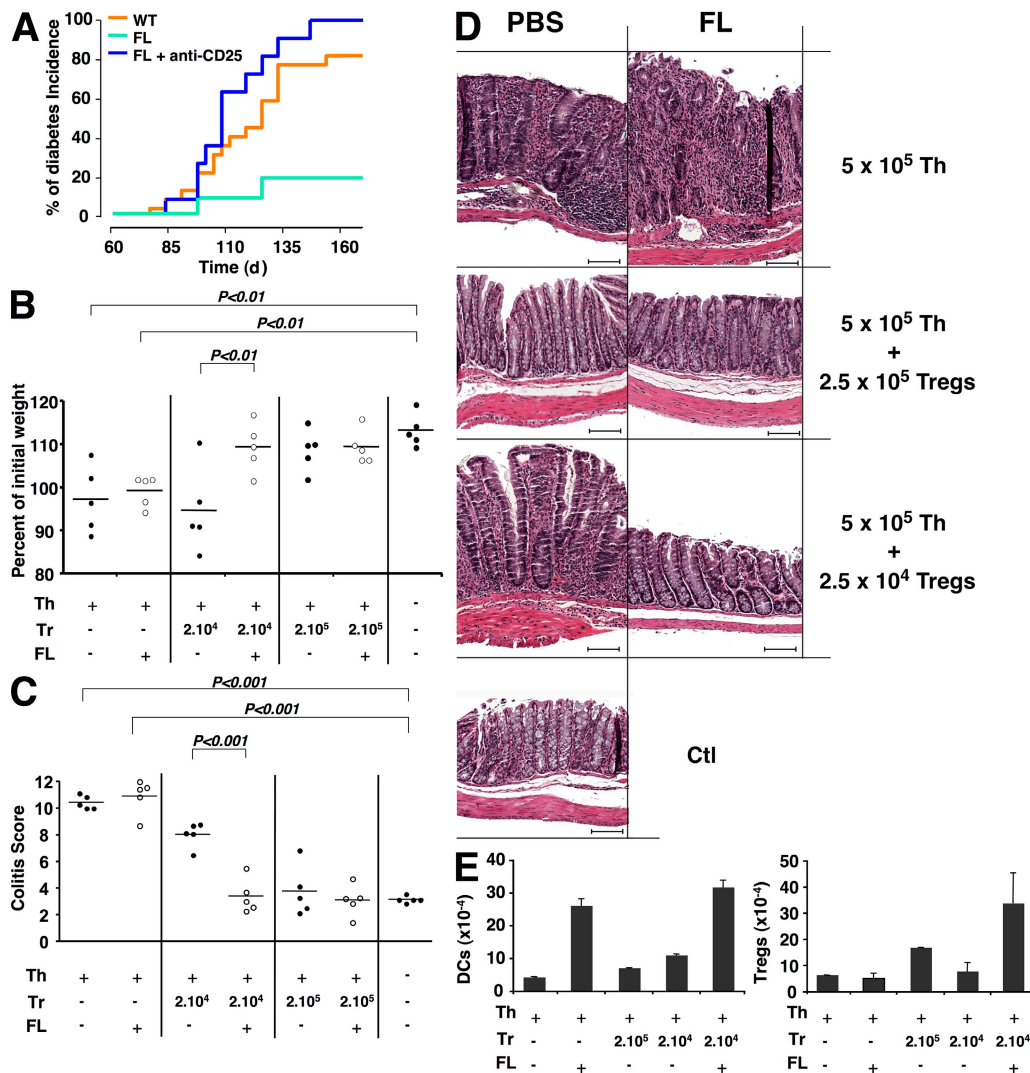 A
WT
FL
FL + anti-CD25
% of diabetes Incidence
100
80
60
40
20
0
60 85 110 135 160
Time (d)
B
P<0.01
P<0.01
P<0.01
Percent of initial weight
120
110
100
90
80
Th + + + + + + -
Tr - - 2.10⁴ 2.10⁴ 2.10⁵ 2.10⁵ -
FL - + - + - + -
C
P<0.001
P<0.001
P<0.001
Colitis Score
12
10
8
6
4
2
0
Th + + + + + + -
Tr - - 2.10⁴ 2.10⁴ 2.10⁵ 2.10⁵ -
FL - + - + - + -
D
PBS FL
5 x 10⁵ Th
5 x 10⁵ Th
+
2.5 x 10⁵ Tregs
5 x 10⁵ Th
+
2.5 x 10⁴ Tregs
Ctl
E
DCs (x10⁻⁴)
40
30
20
10
0
Th + + + + +
Tr - - 2.10⁵ 2.10⁴ 2.10⁴
FL - + - - +
Tregs (x10⁻⁴)
50
40
30
20
10
0
+ + + + +
- - 2.10⁵ 2.10⁴ 2.10⁴
- + - - +